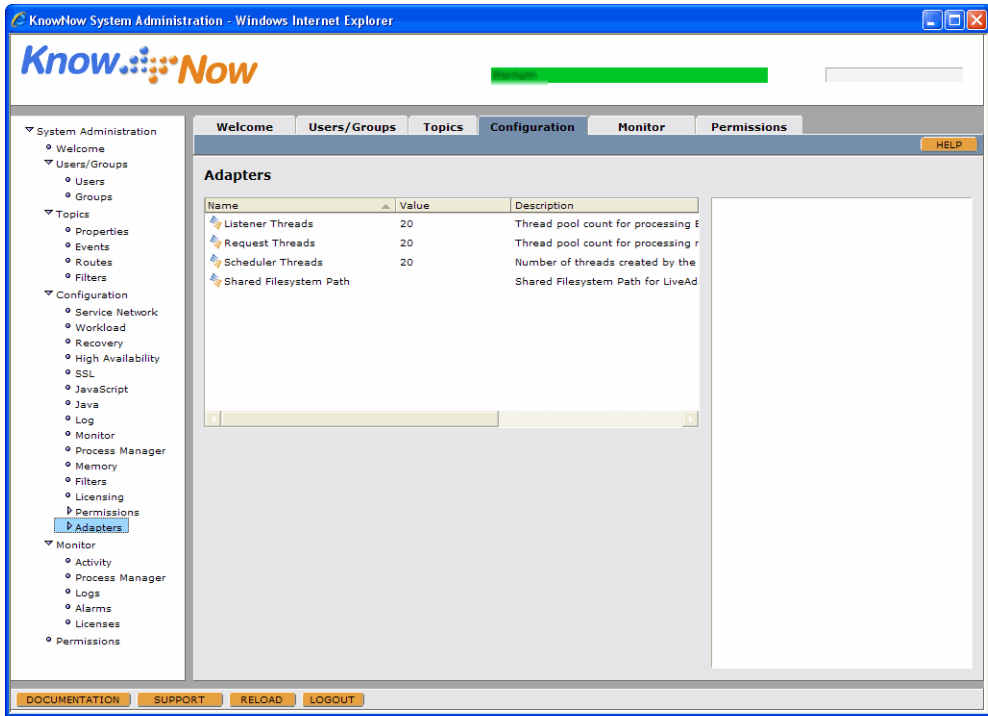 KnowNow System Administration - Windows Internet Explorer
Know Now
System Administration
Welcome
Users/Groups
Users
Groups
Topics
Properties
Events
Routes
Filters
Configuration
Service Network
Workload
Recovery
High Availability
SSL
JavaScript
Java
Log
Monitor
Process Manager
Memory
Filters
Licensing
Permissions
Adapters
Monitor
Activity
Process Manager
Logs
Alarms
Licenses
Permissions
Welcome Users/Groups Topics Configuration Monitor Permissions
HELP
Adapters
Name Value Description
Listener Threads 20 Thread pool count for processing E
Request Threads 20 Thread pool count for processing r
Scheduler Threads 20 Number of threads created by the
Shared Filesystem Path Shared Filesystem Path for LiveAd
DOCUMENTATION SUPPORT RELOAD LOGOUT